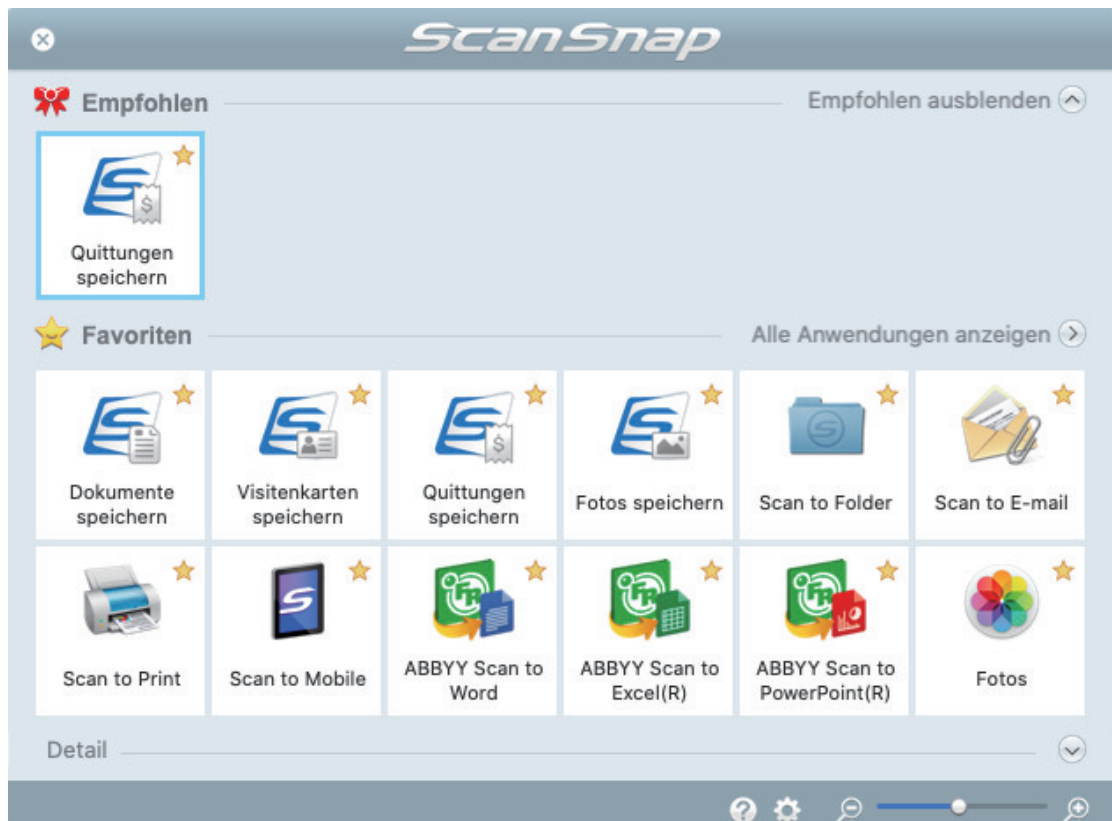 ScanSnap
Empfohlen
Empfohlen ausblenden
Quittungen
speichern
Favoriten
Alle Anwendungen anzeigen
Dokumente
speichern
Visitenkarten
speichern
Quittungen
speichern
Fotos speichern
Scan to Folder
Scan to E-mail
Scan to Print
Scan to Mobile
ABBYY Scan to
Word
ABBYY Scan to
Excel(R)
ABBYY Scan to
PowerPoint(R)
Fotos
Detail